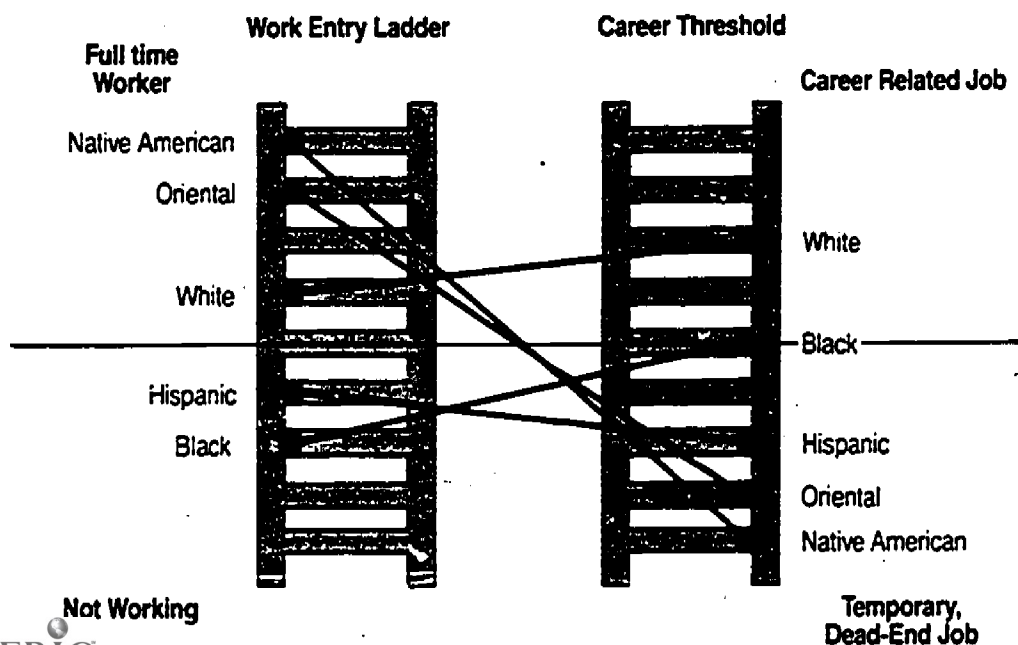 Work Entry Ladder
Career Threshold
Full time
Worker
Career Related Job
Native American
Oriental
White
White
Black
Hispanic
Black
Hispanic
Oriental
Native American
Not Working
Temporary,
Dead-End Job
ERIC